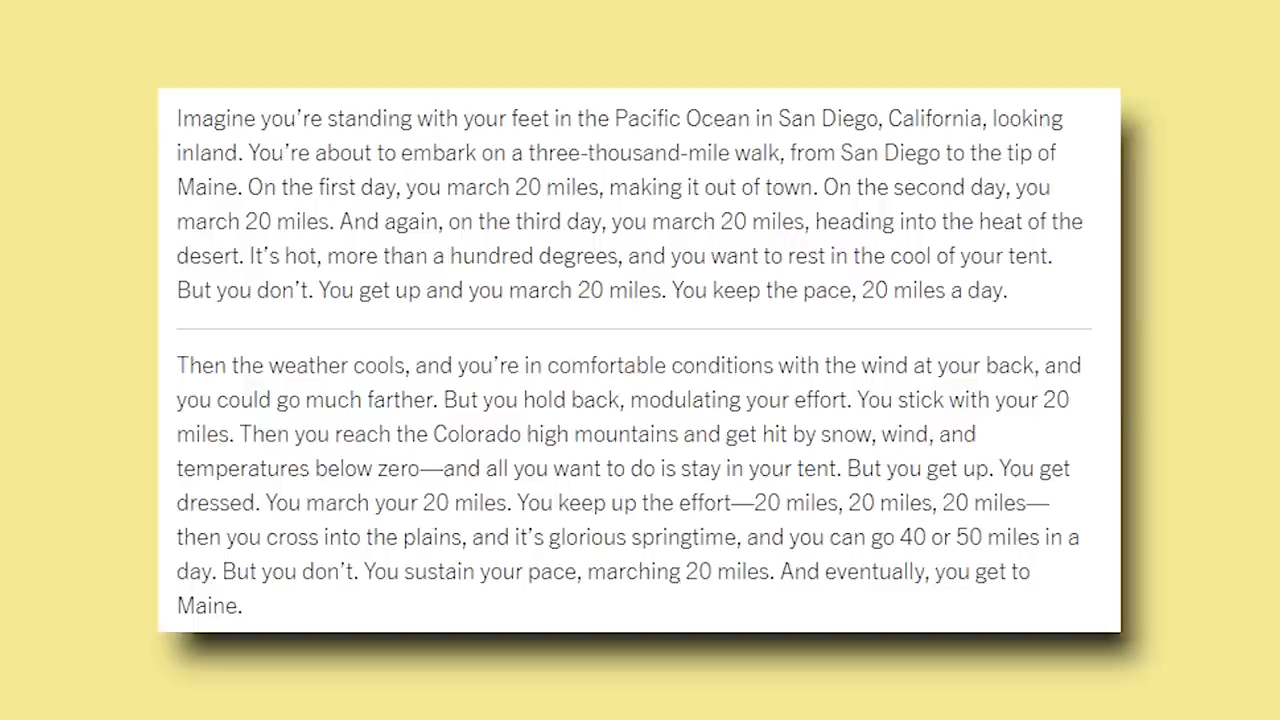 Imagine you’re standing with your feet in the Pacific Ocean in San Diego, California, looking
inland. You’re about to embark on a three-thousand-mile walk, from San Diego to the tip of
Maine. On the first day, you march 20 miles, making it out of town. On the second day, you
march 20 miles. And again, on the third day, you march 20 miles, heading into the heat of the
desert. It’s hot, more than a hundred degrees, and you want to rest in the cool of your tent.
But you don’t. You get up and you march 20 miles. You keep the pace, 20 miles a day.
Then the weather cools, and you’re in comfortable conditions with the wind at your back, and
you could go much farther. But you hold back, modulating your effort. You stick with your 20
miles. Then you reach the Colorado high mountains and get hit by snow, wind, and
temperatures below zero—and all you want to do is stay in your tent. But you get up. You get
dressed. You march your 20 miles. You keep up the effort—20 miles, 20 miles, 20 miles—
then you cross into the plains, and it’s glorious springtime, and you can go 40 or 50 miles in a
day. But you don’t. You sustain your pace, marching 20 miles. And eventually, you get to
Maine.